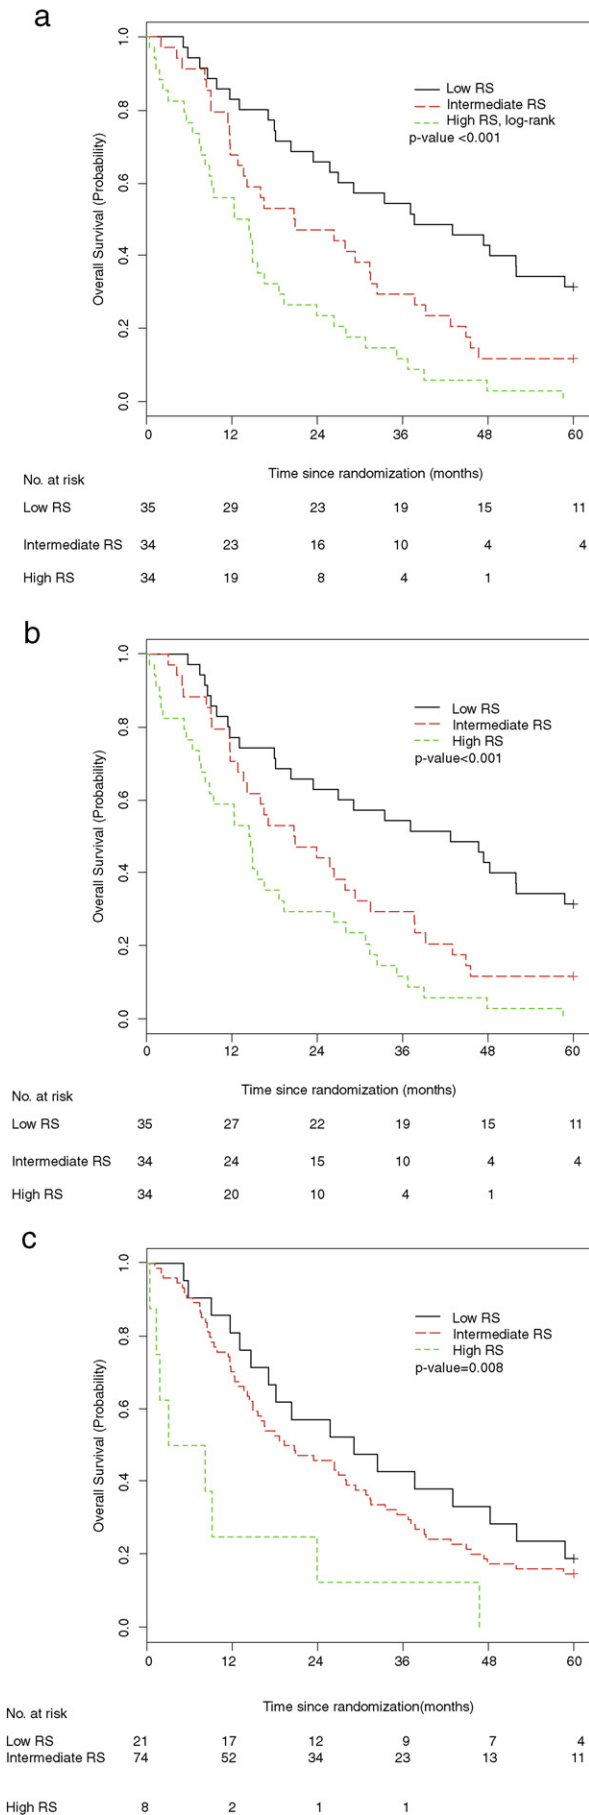 a
1.0
0.8
0.6
0.4
0.2
0.0
Overall Survival (Probability)
Low RS
Intermediate RS
High RS, log-rank
p-value <0.001
0 12 24 36 48 60
Time since randomization (months)
No. at risk
Low RS 35 29 23 19 15 11
Intermediate RS 34 23 16 10 4 4
High RS 34 19 8 4 1
b
1.0
0.8
0.6
0.4
0.2
0.0
Overall Survival (Probability)
Low RS
Intermediate RS
High RS
p-value<0.001
0 12 24 36 48 60
Time since randomization (months)
No. at risk
Low RS 35 27 22 19 15 11
Intermediate RS 34 24 15 10 4 4
High RS 34 20 10 4 1
c
1.0
0.8
0.6
0.4
0.2
0.0
Overall Survival (Probability)
Low RS
Intermediate RS
High RS
p-value=0.008
0 12 24 36 48 60
Time since randomization(months)
No. at risk
Low RS 21 17 12 9 7 4
Intermediate RS 74 52 34 23 13 11
High RS 8 2 1 1